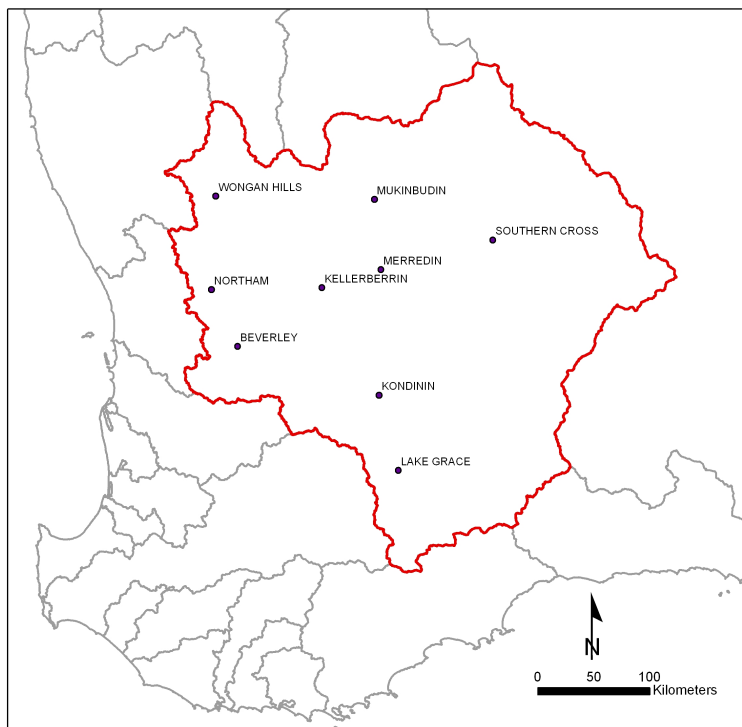 WONGAN HILLS
MUKINBUDIN
SOUTHERN CROSS
MERREDIN
NORTHAM
KELLERBERRIN
BEVERLEY
KONDININ
LAKE GRACE
N
0 50 100
Kilometers